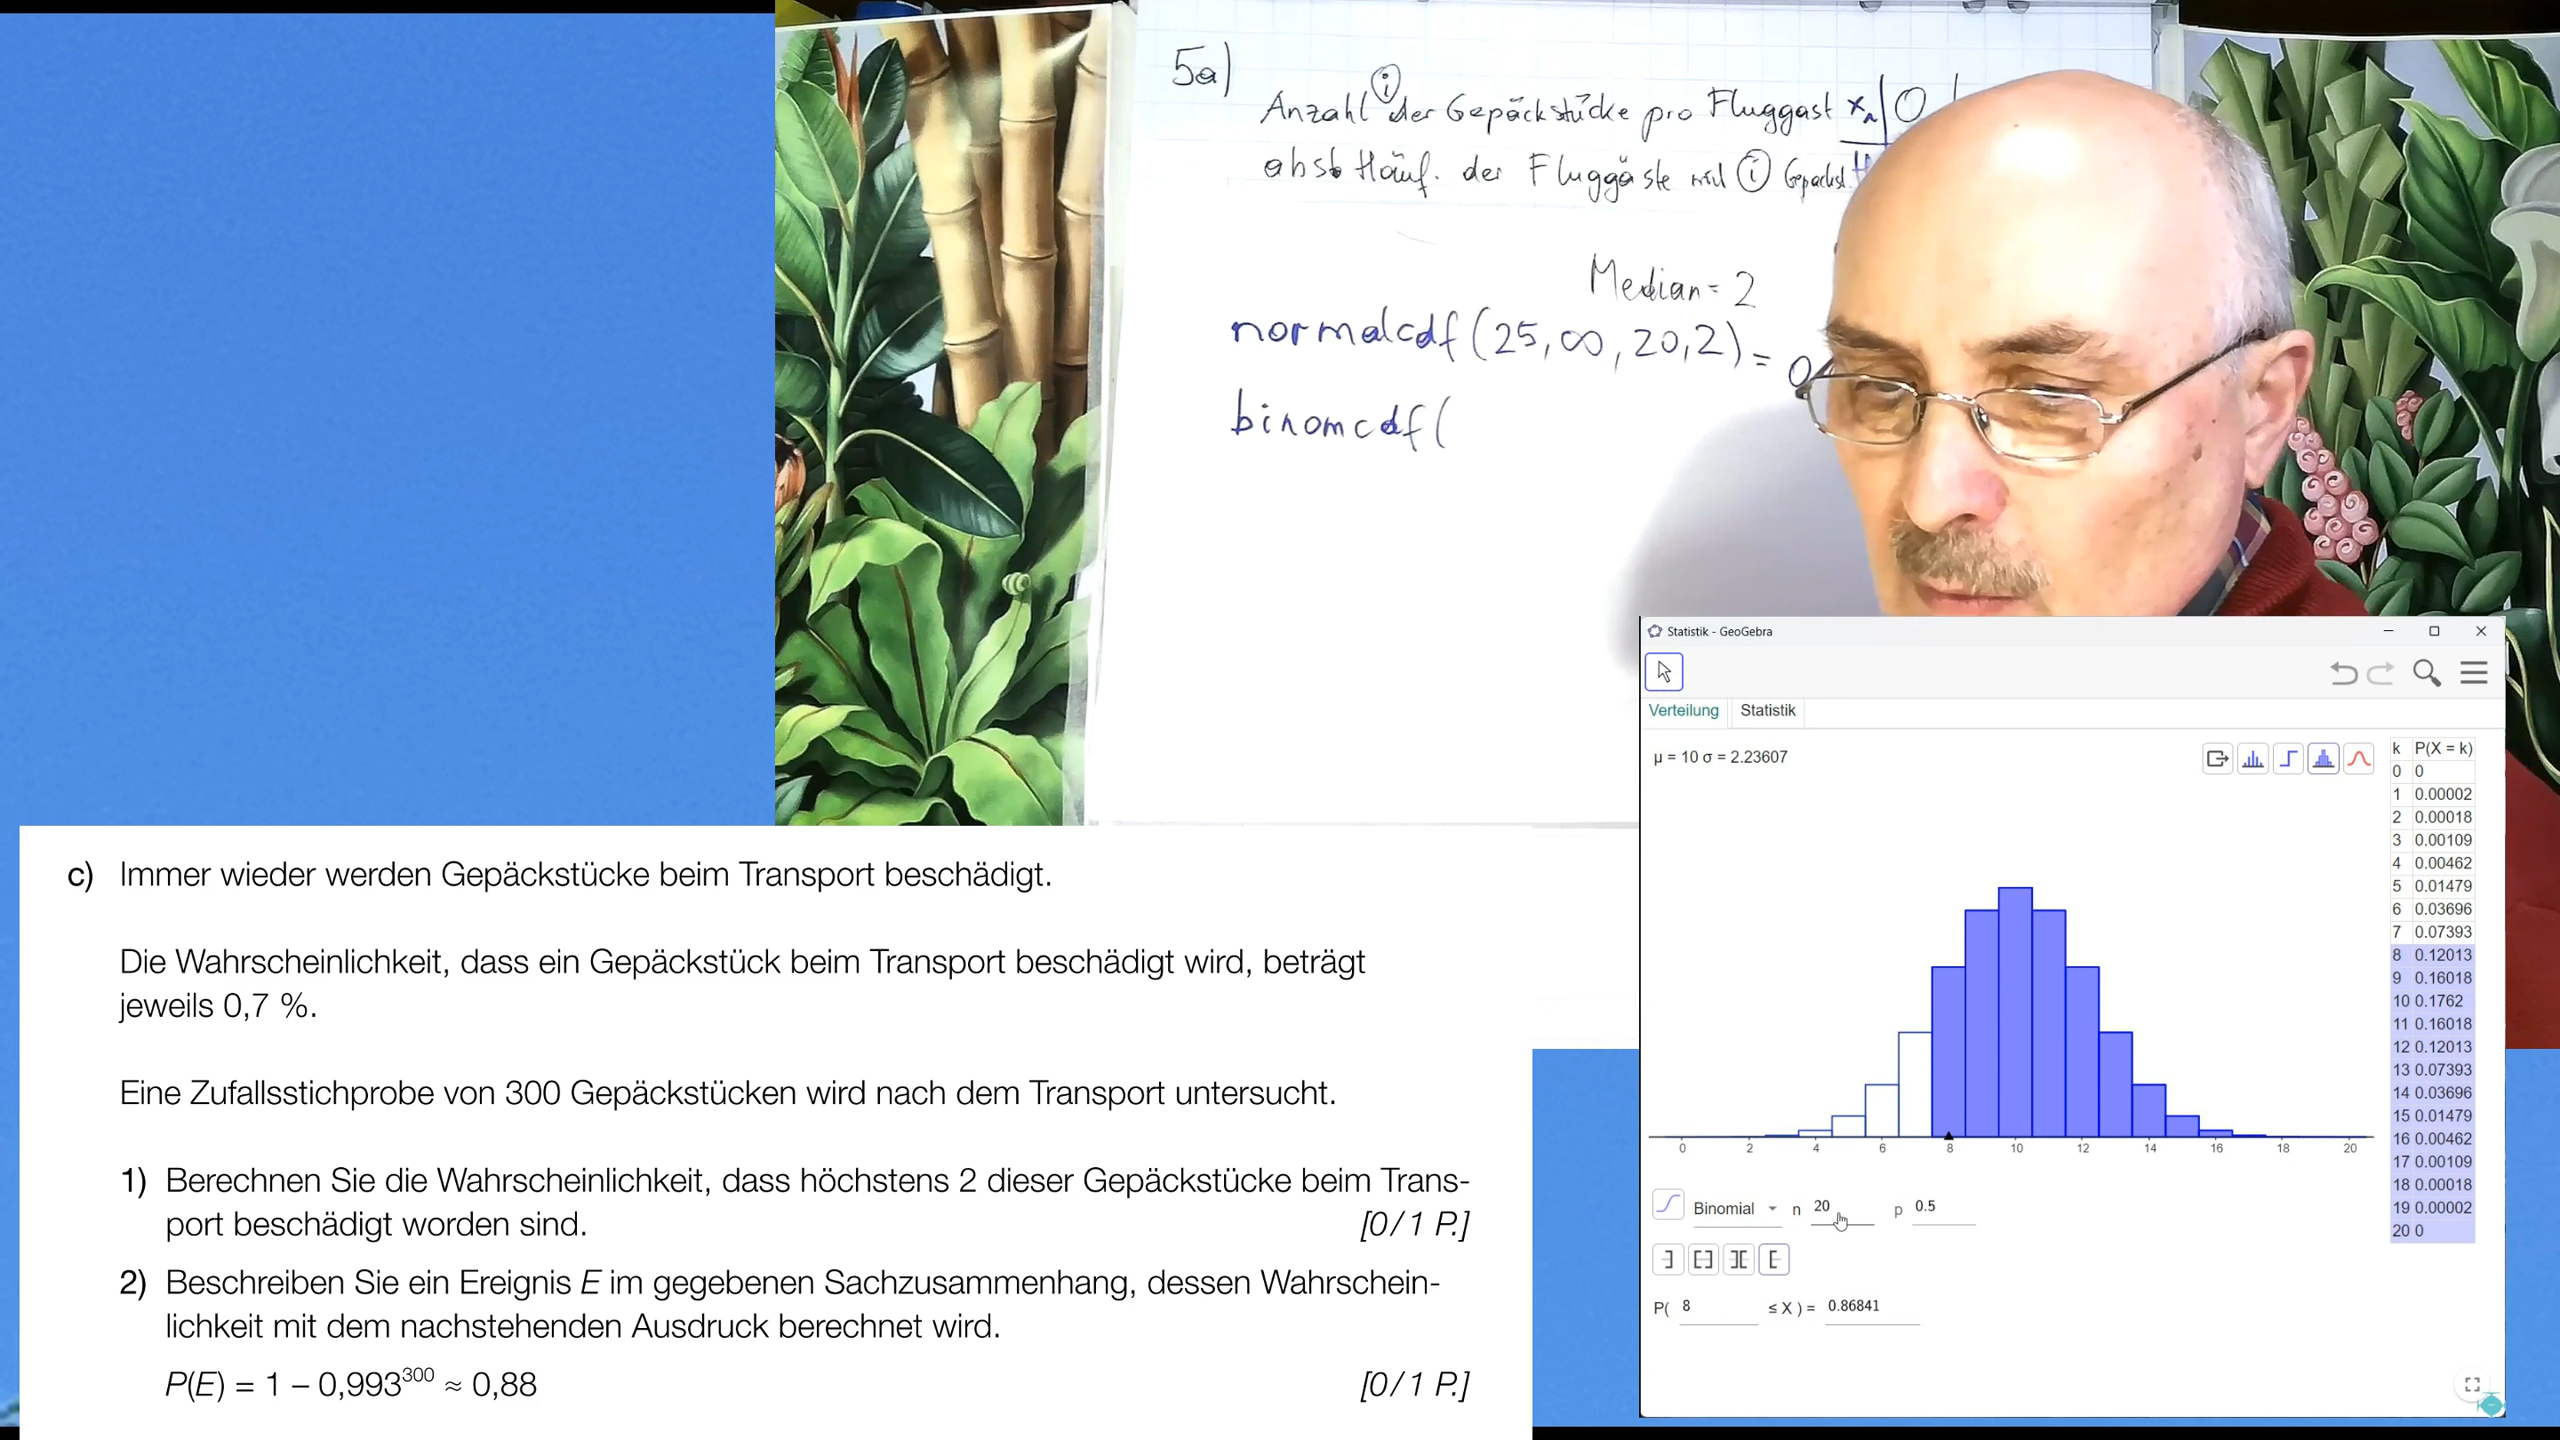 5a)
Anzahl (i) der Gepäckstücke pro Fluggast x₁ | 0 |
abs. Häuf. der Fluggäste mit (i) Gepäckst.
Median = 2
normalcdf(25, ∞, 20, 2) = 0
binomcdf(
c) Immer wieder werden Gepäckstücke beim Transport beschädigt.
Die Wahrscheinlichkeit, dass ein Gepäckstück beim Transport beschädigt wird, beträgt
jeweils 0,7 %.
Eine Zufallsstichprobe von 300 Gepäckstücken wird nach dem Transport untersucht.
1) Berechnen Sie die Wahrscheinlichkeit, dass höchstens 2 dieser Gepäckstücke beim Trans-
port beschädigt worden sind. [0/1 P.]
2) Beschreiben Sie ein Ereignis E im gegebenen Sachzusammenhang, dessen Wahrschein-
lichkeit mit dem nachstehenden Ausdruck berechnet wird.
P(E) = 1 – 0,993³⁰⁰ ≈ 0,88 [0/1 P.]
Statistik - GeoGebra
Verteilung Statistik
μ = 10 σ = 2.23607
k P(X = k)
0 0
1 0.00002
2 0.00018
3 0.00109
4 0.00462
5 0.01479
6 0.03696
7 0.07393
8 0.12013
9 0.16018
10 0.1762
11 0.16018
12 0.12013
13 0.07393
14 0.03696
15 0.01479
16 0.00462
17 0.00109
18 0.00018
19 0.00002
20 0
0 2 4 6 8 10 12 14 16 18 20
Binomial n 20 p 0.5
P( 8 ≤ X ) = 0.86841